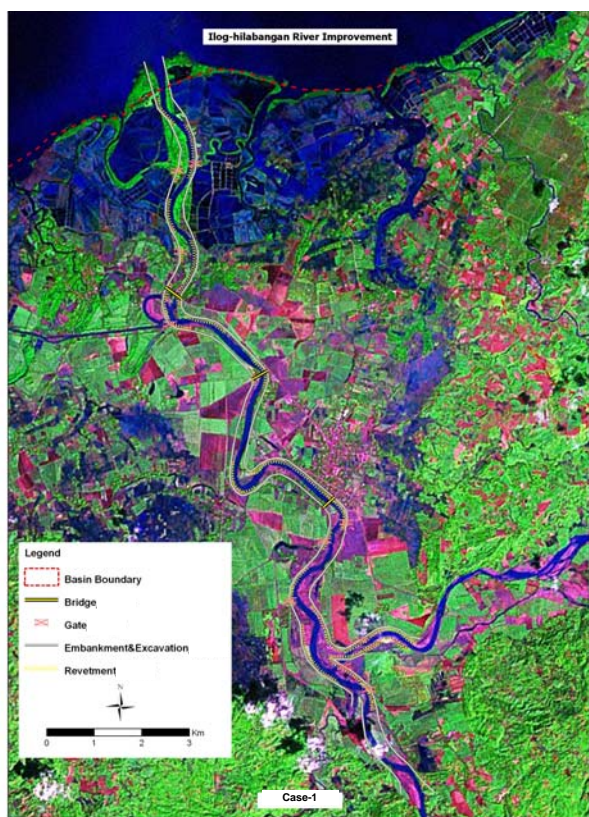 Ilog-hilabangan River Improvement
Legend
Basin Boundary
Bridge
Gate
Embankment&Excavation
Revetment
N
0 1 2 3
Km
Case-1